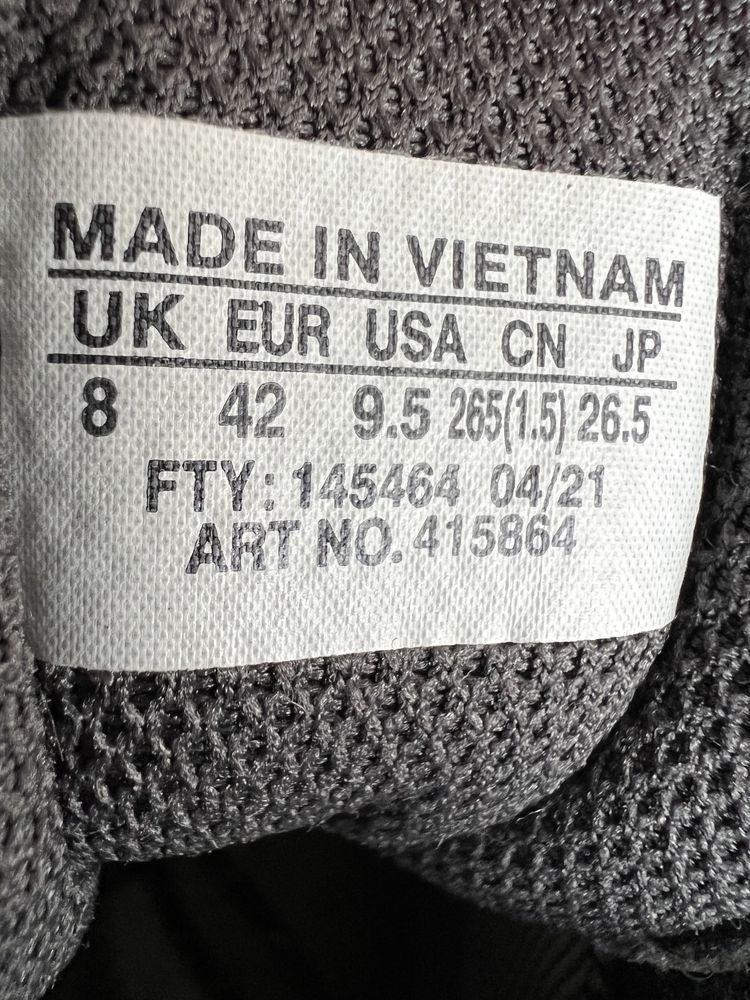 MADE IN VIETNAM
UK EUR USA CN JP
8 42 9.5 265(1.5) 26.5
FTY: 145464 04/21
ART NO. 415864